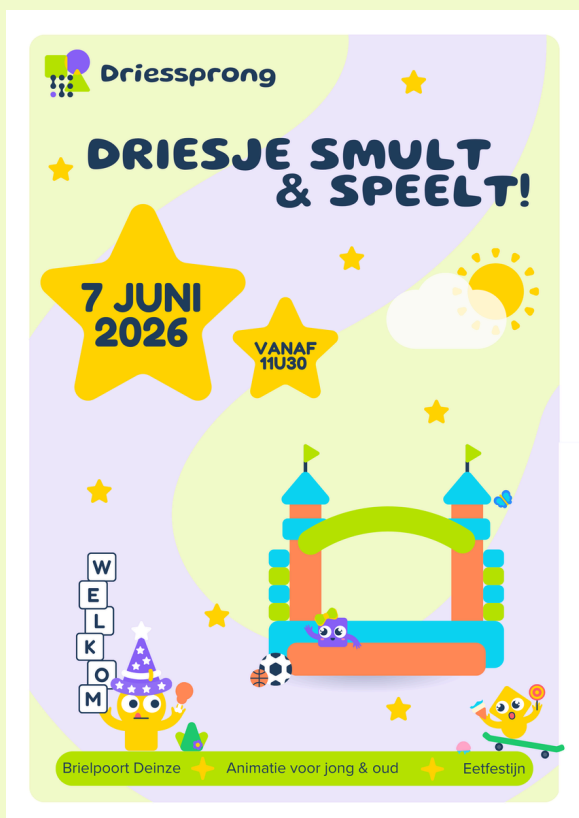 Driessprong
DRIESJE SMULT
& SPEELT!
7 JUNI
2026
VANAF
11U30
W
E
L
K
O
M
Brielpoort Deinze
Animatie voor jong & oud
Eetfestijn